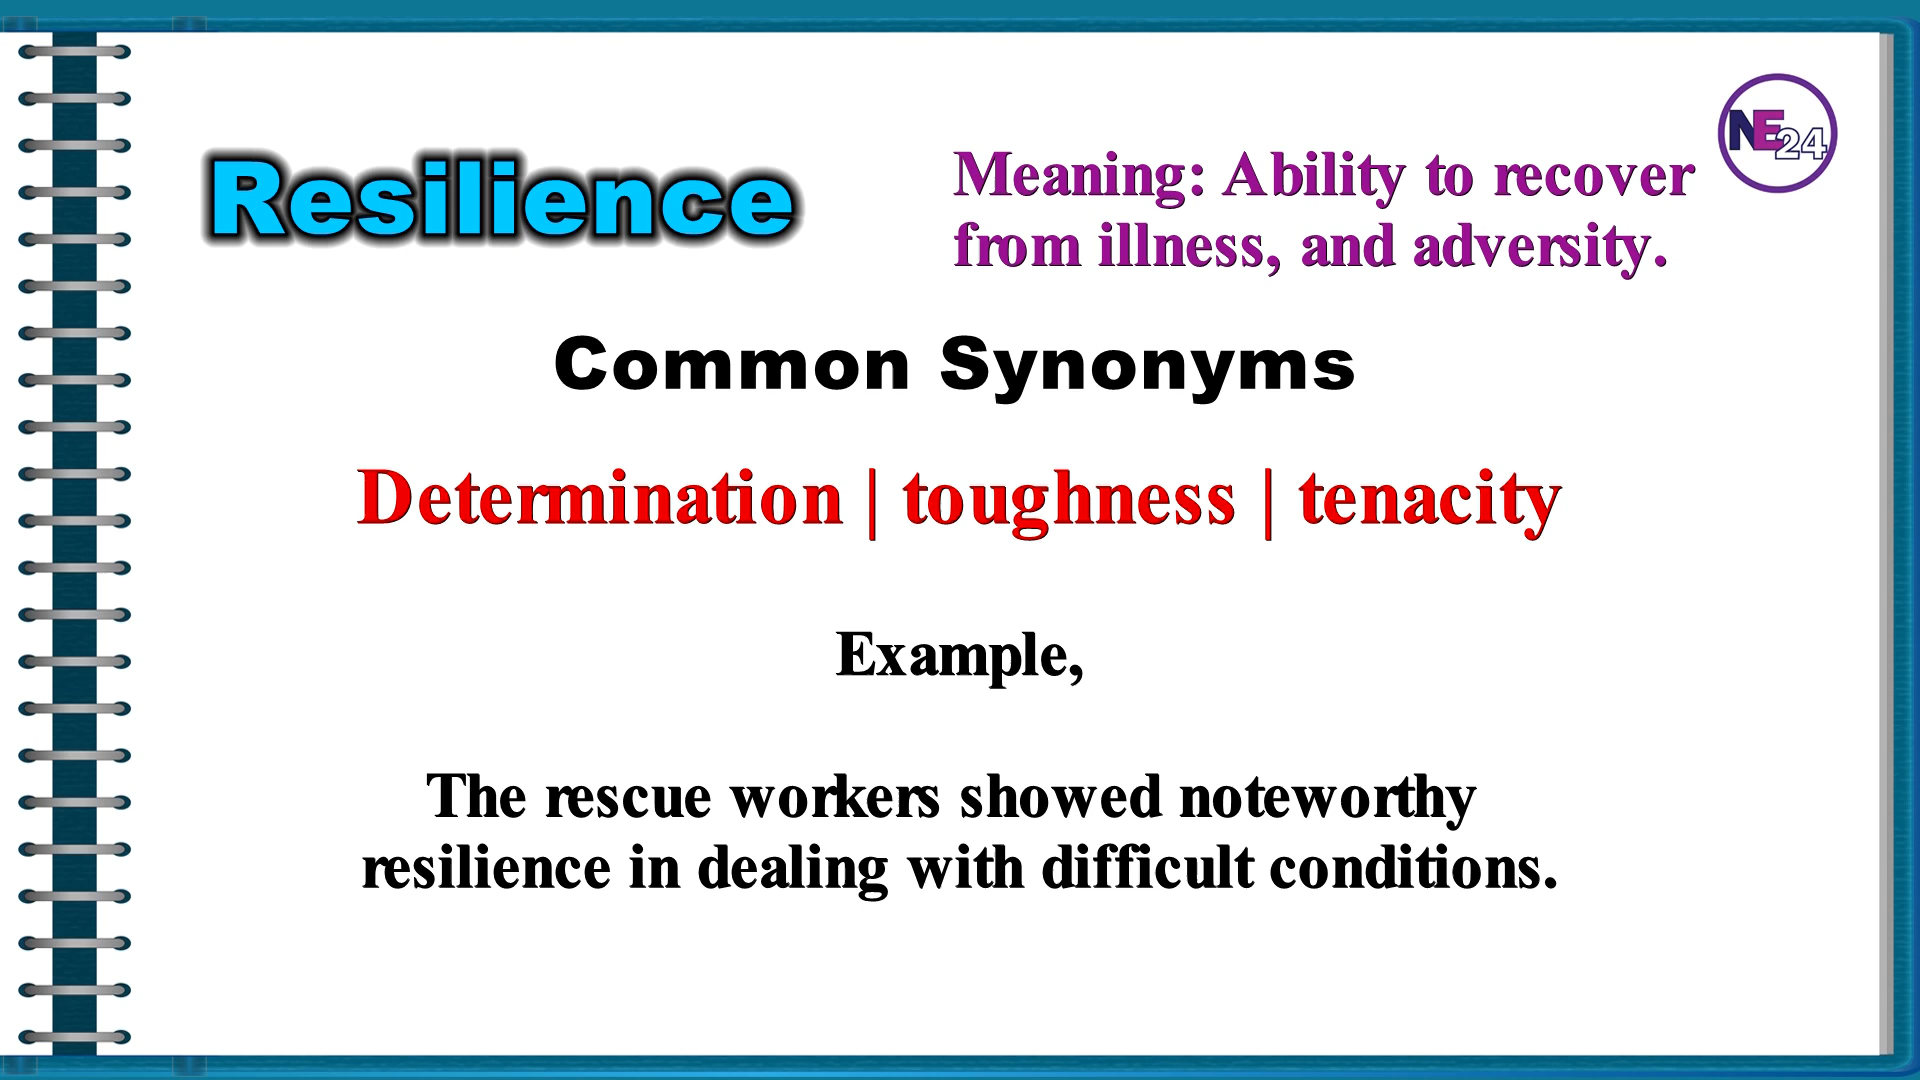 Resilience
Meaning: Ability to recover
from illness, and adversity.
NE24
Common Synonyms
Determination | toughness | tenacity
Example,
The rescue workers showed noteworthy
resilience in dealing with difficult conditions.